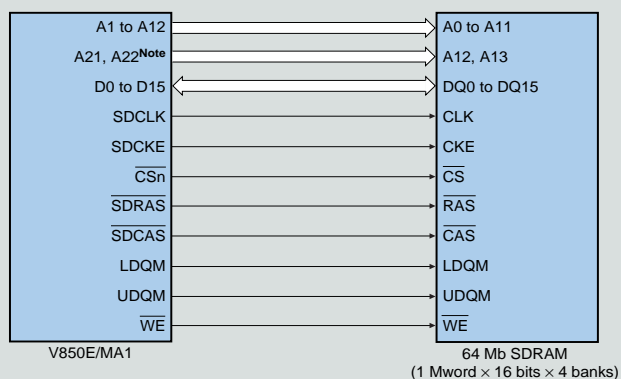 A1 to A12 A0 to A11
A21, A22Note A12, A13
D0 to D15 DQ0 to DQ15
SDCLK CLK
SDCKE CKE
CSn CS
SDRAS RAS
SDCAS CAS
LDQM LDQM
UDQM UDQM
WE WE
V850E/MA1 64 Mb SDRAM
(1 Mword × 16 bits × 4 banks)